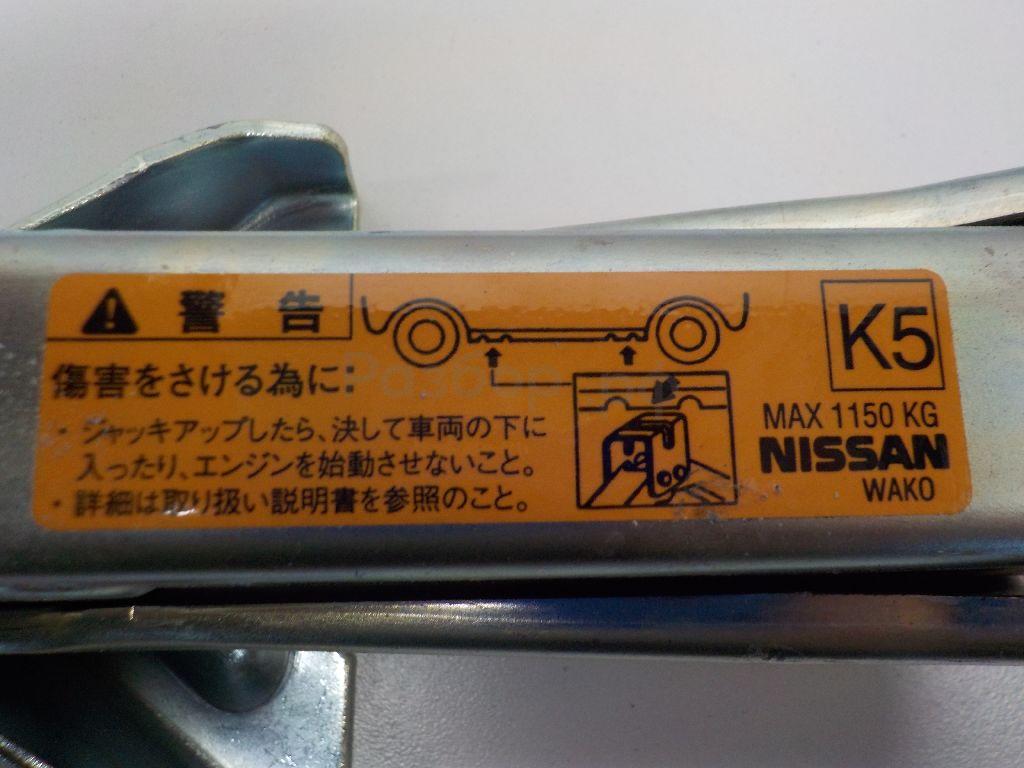 警告
傷害をさける為に:
・ジャッキアップしたら、決して車両の下に
入ったり、エンジンを始動させないこと。
・詳細は取り扱い説明書を参照のこと。
K5
MAX 1150 KG
NISSAN
WAKO